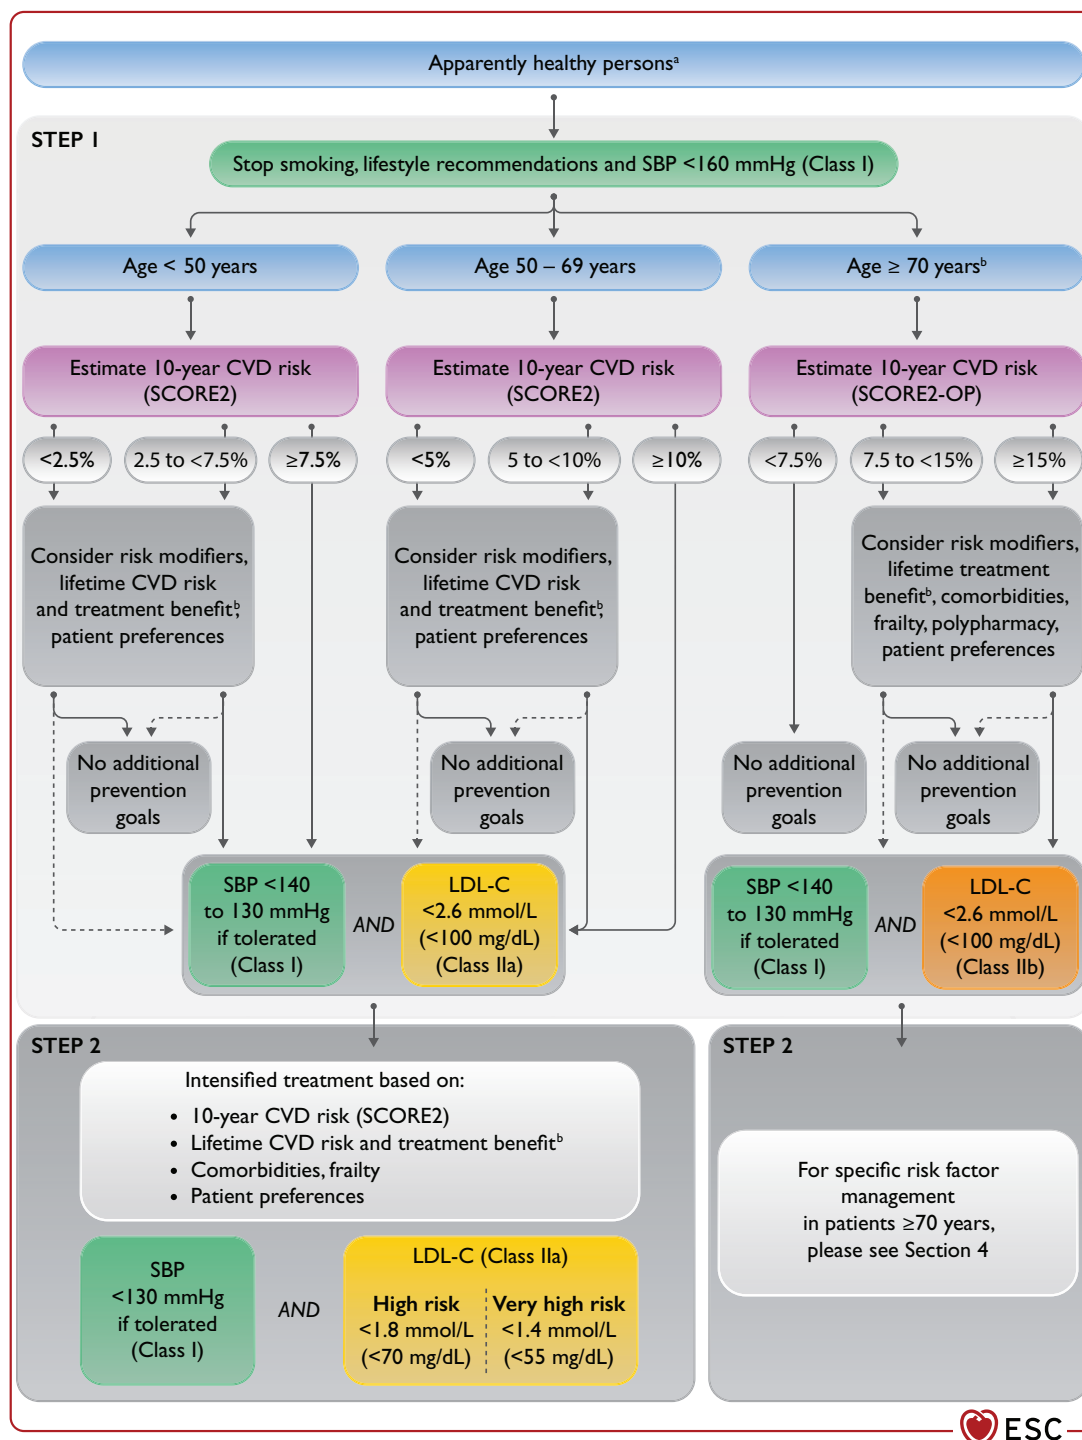 Apparently healthy personsᵃ
STEP 1
Stop smoking, lifestyle recommendations and SBP <160 mmHg (Class I)
Age < 50 years
Age 50 – 69 years
Age ≥ 70 yearsᵇ
Estimate 10-year CVD risk
(SCORE2)
Estimate 10-year CVD risk
(SCORE2)
Estimate 10-year CVD risk
(SCORE2-OP)
<2.5%
2.5 to <7.5%
≥7.5%
<5%
5 to <10%
≥10%
<7.5%
7.5 to <15%
≥15%
Consider risk modifiers,
lifetime CVD risk
and treatment benefitᵇ,
patient preferences
Consider risk modifiers,
lifetime CVD risk
and treatment benefitᵇ,
patient preferences
Consider risk modifiers,
lifetime treatment
benefitᵇ, comorbidities,
frailty, polypharmacy,
patient preferences
No additional
prevention
goals
No additional
prevention
goals
No additional
prevention
goals
No additional
prevention
goals
SBP <140
to 130 mmHg
if tolerated
(Class I)
AND
LDL-C
<2.6 mmol/L
(<100 mg/dL)
(Class IIa)
SBP <140
to 130 mmHg
if tolerated
(Class I)
AND
LDL-C
<2.6 mmol/L
(<100 mg/dL)
(Class IIb)
STEP 2
Intensified treatment based on:
• 10-year CVD risk (SCORE2)
• Lifetime CVD risk and treatment benefitᵇ
• Comorbidities, frailty
• Patient preferences
SBP
<130 mmHg
if tolerated
(Class I)
AND
LDL-C (Class IIa)
High risk
<1.8 mmol/L
(<70 mg/dL)
Very high risk
<1.4 mmol/L
(<55 mg/dL)
STEP 2
For specific risk factor
management
in patients ≥70 years,
please see Section 4
ESC